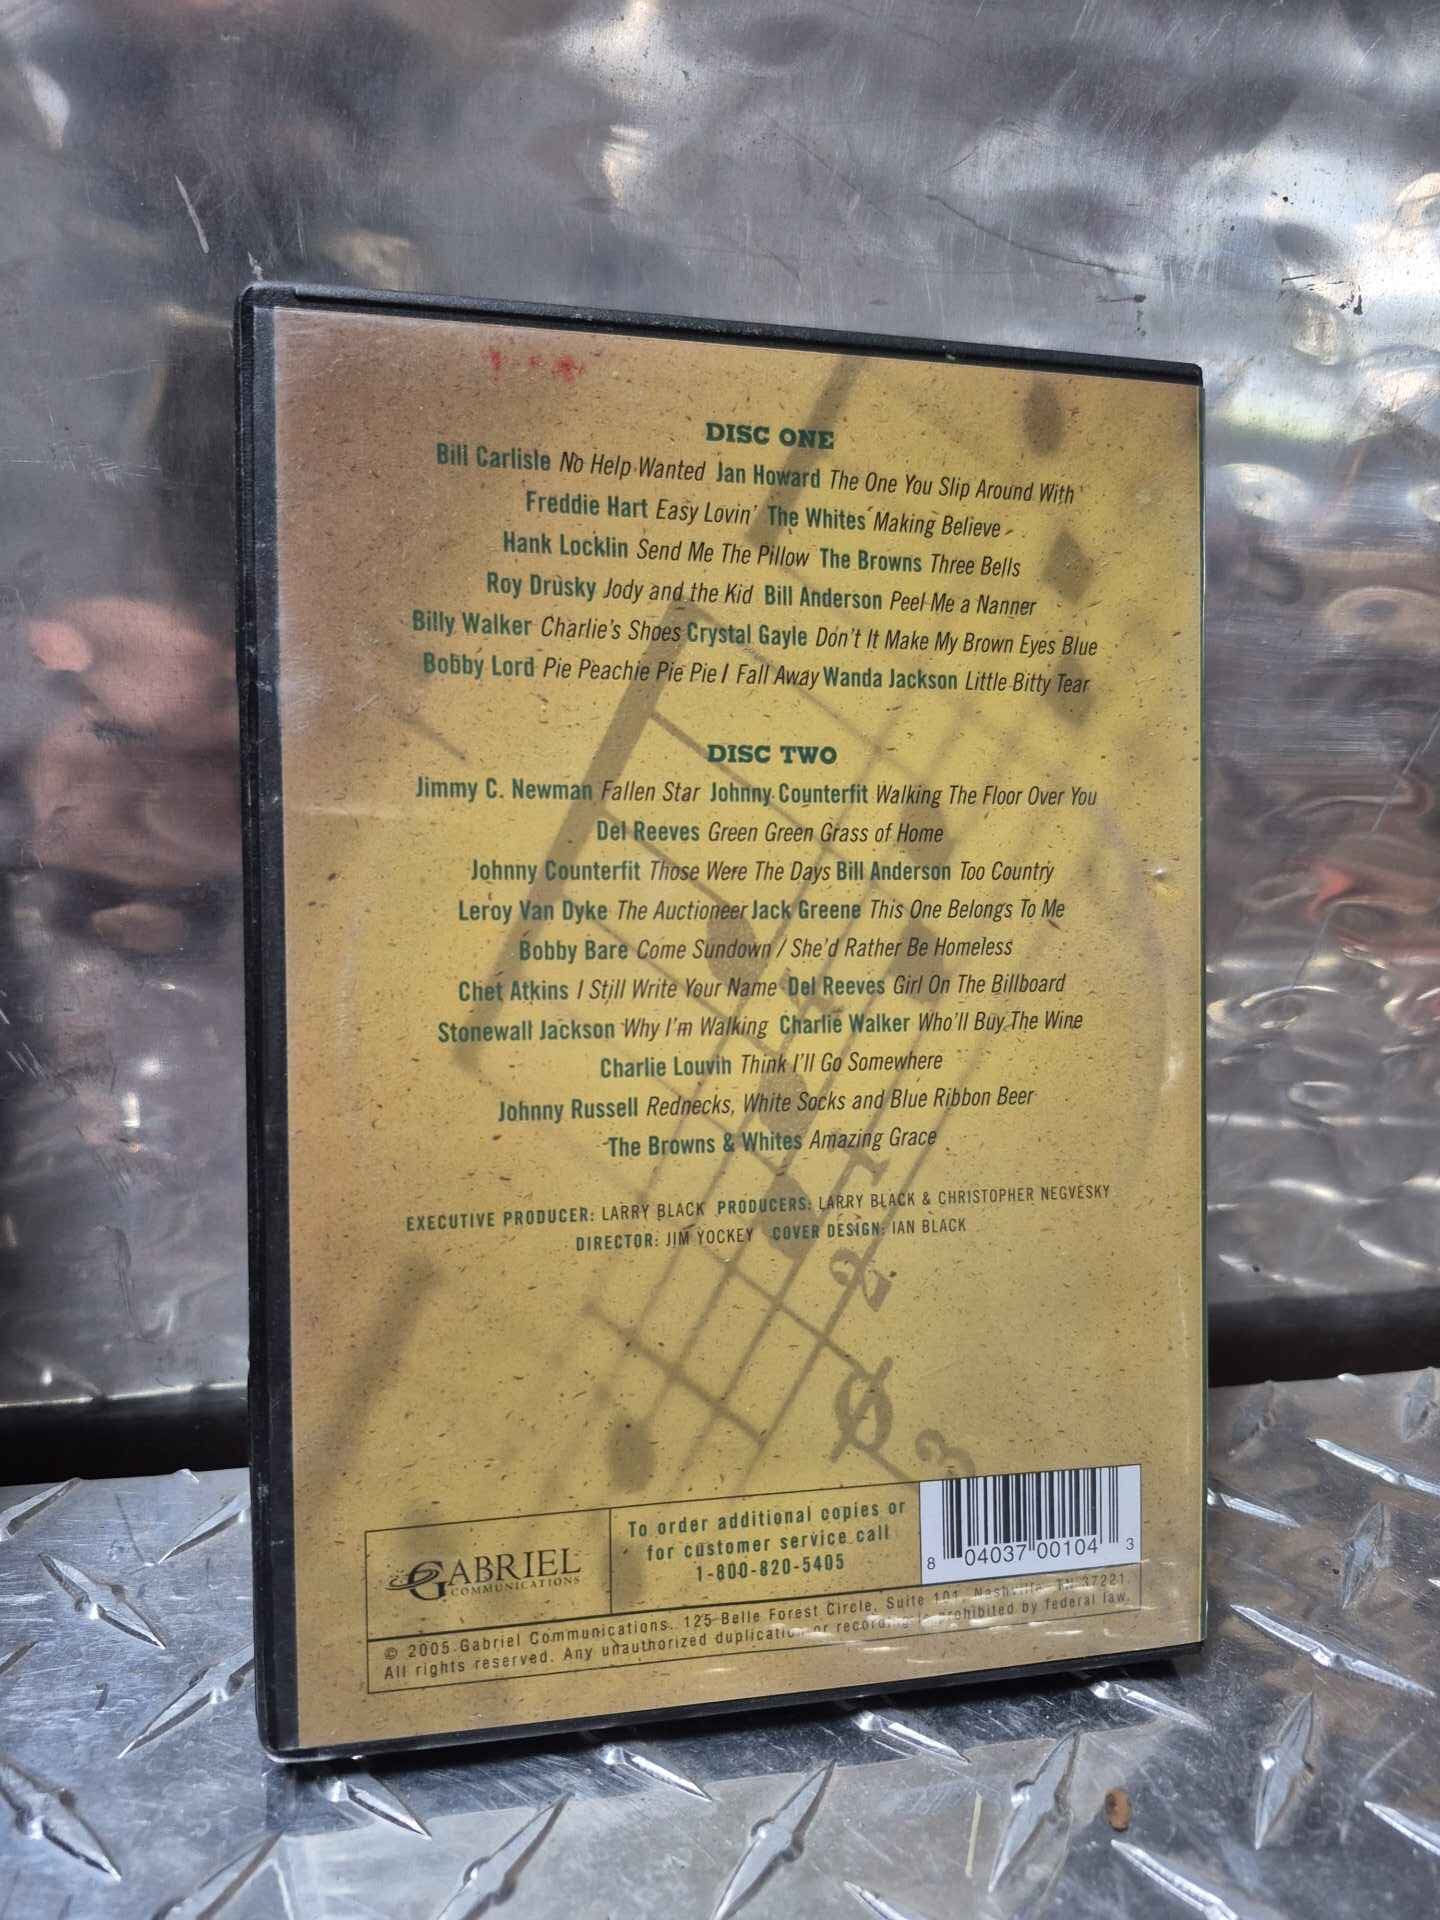 DISC ONE
Bill Carlisle No Help Wanted Jan Howard The One You Slip Around With
Freddie Hart Easy Lovin' The Whites Making Believe
Hank Locklin Send Me The Pillow The Browns Three Bells
Roy Drusky Jody and the Kid Bill Anderson Peel Me a Nanner
Billy Walker Charlie's Shoes Crystal Gayle Don't It Make My Brown Eyes Blue
Bobby Lord Pie Peachie Pie Pie / Fall Away Wanda Jackson Little Bitty Tear
DISC TWO
Jimmy C. Newman Fallen Star Johnny Counterfit Walking The Floor Over You
Del Reeves Green Green Grass of Home
Johnny Counterfit Those Were The Days Bill Anderson Too Country
Leroy Van Dyke The Auctioneer Jack Greene This One Belongs To Me
Bobby Bare Come Sundown / She'd Rather Be Homeless
Chet Atkins I Still Write Your Name Del Reeves Girl On The Billboard
Stonewall Jackson Why I'm Walking Charlie Walker Who'll Buy The Wine
Charlie Louvin Think I'll Go Somewhere
Johnny Russell Rednecks, White Socks and Blue Ribbon Beer
The Browns & Whites Amazing Grace
EXECUTIVE PRODUCER: LARRY BLACK PRODUCERS: LARRY BLACK & CHRISTOPHER NEGVESKY
DIRECTOR: JIM YOCKEY COVER DESIGN: IAN BLACK
GABRIEL
COMMUNICATIONS
To order additional copies or
for customer service call
1-800-820-5405
8 04037 00104 3
© 2005 Gabriel Communications. 125 Belle Forest Circle, Suite 101, Nashville, TN 37221
All rights reserved. Any unauthorized duplication or recording is prohibited by federal law.